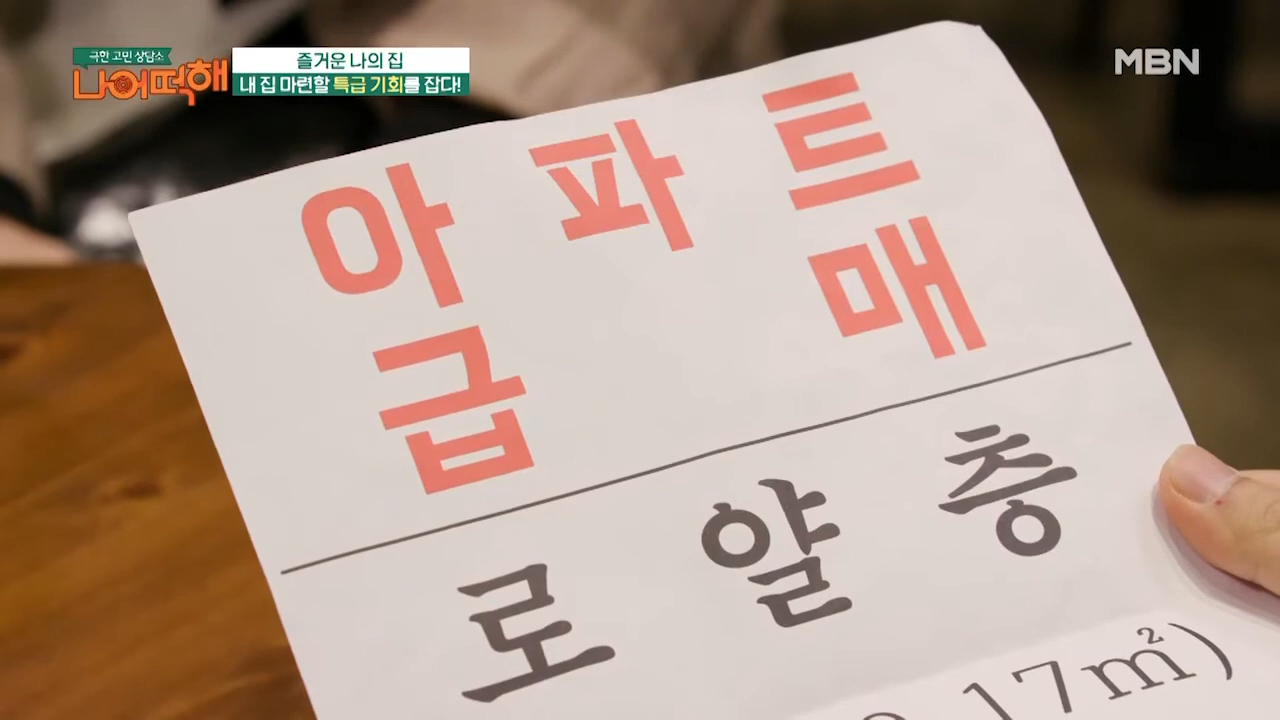 극한 고민 상담소
나어떡해
즐거운 나의 집
내 집 마련할 특급 기회를 잡다!
MBN
아 파 트
급 매
로 얄 층
17㎡)